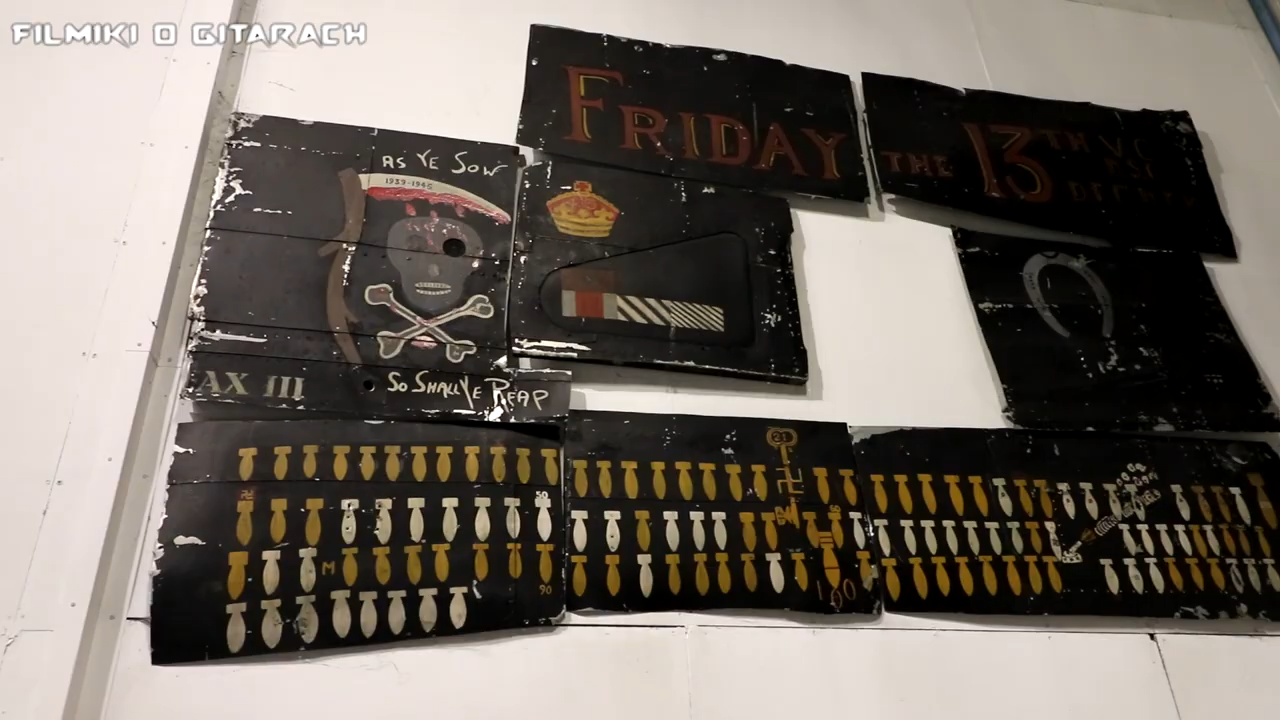 FILMIKI O GITARACH
FRIDAY
THE 13TH
AS YE SOW
1939-1945
AX III
SO SHALL YE REAP
50
21
90
100